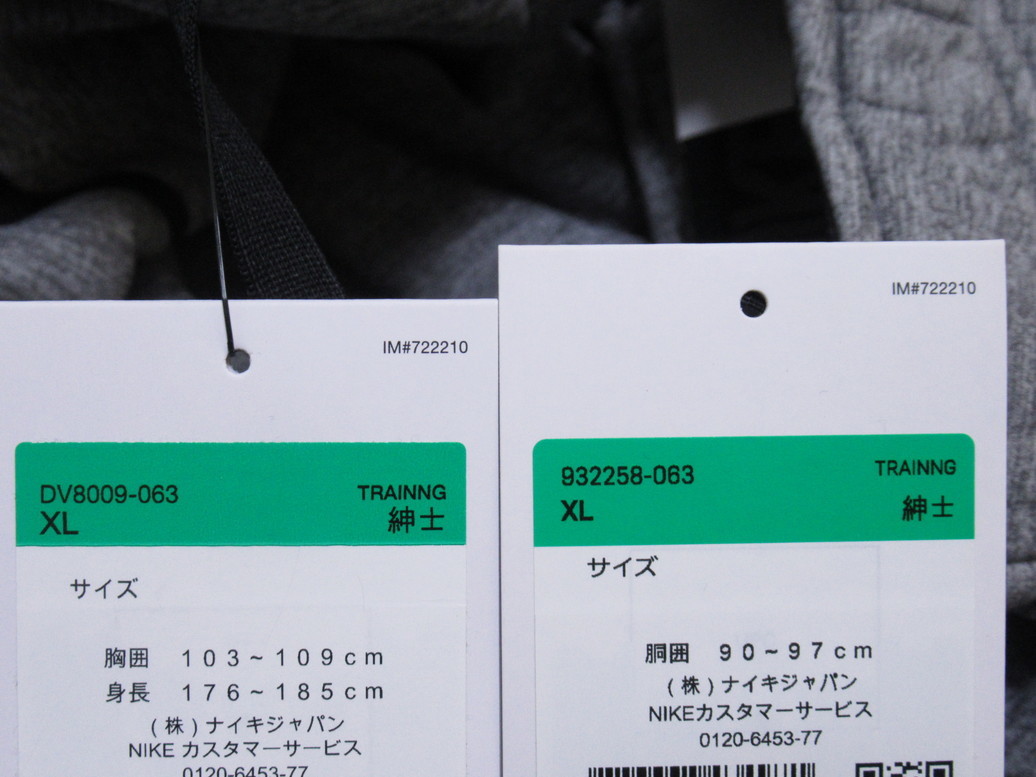 IM#722210
DV8009-063
TRAINNG
XL
紳士
サイズ
胸囲 103~109cm
身長 176~185cm
(株)ナイキジャパン
NIKE カスタマーサービス
0120-6453-77
IM#722210
932258-063
TRAINNG
XL
紳士
サイズ
胴囲 90~97cm
(株)ナイキジャパン
NIKEカスタマーサービス
0120-6453-77